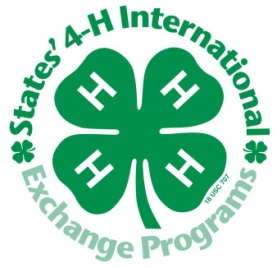 States' 4-H International
H H
H H
18 USC 707
Exchange Programs